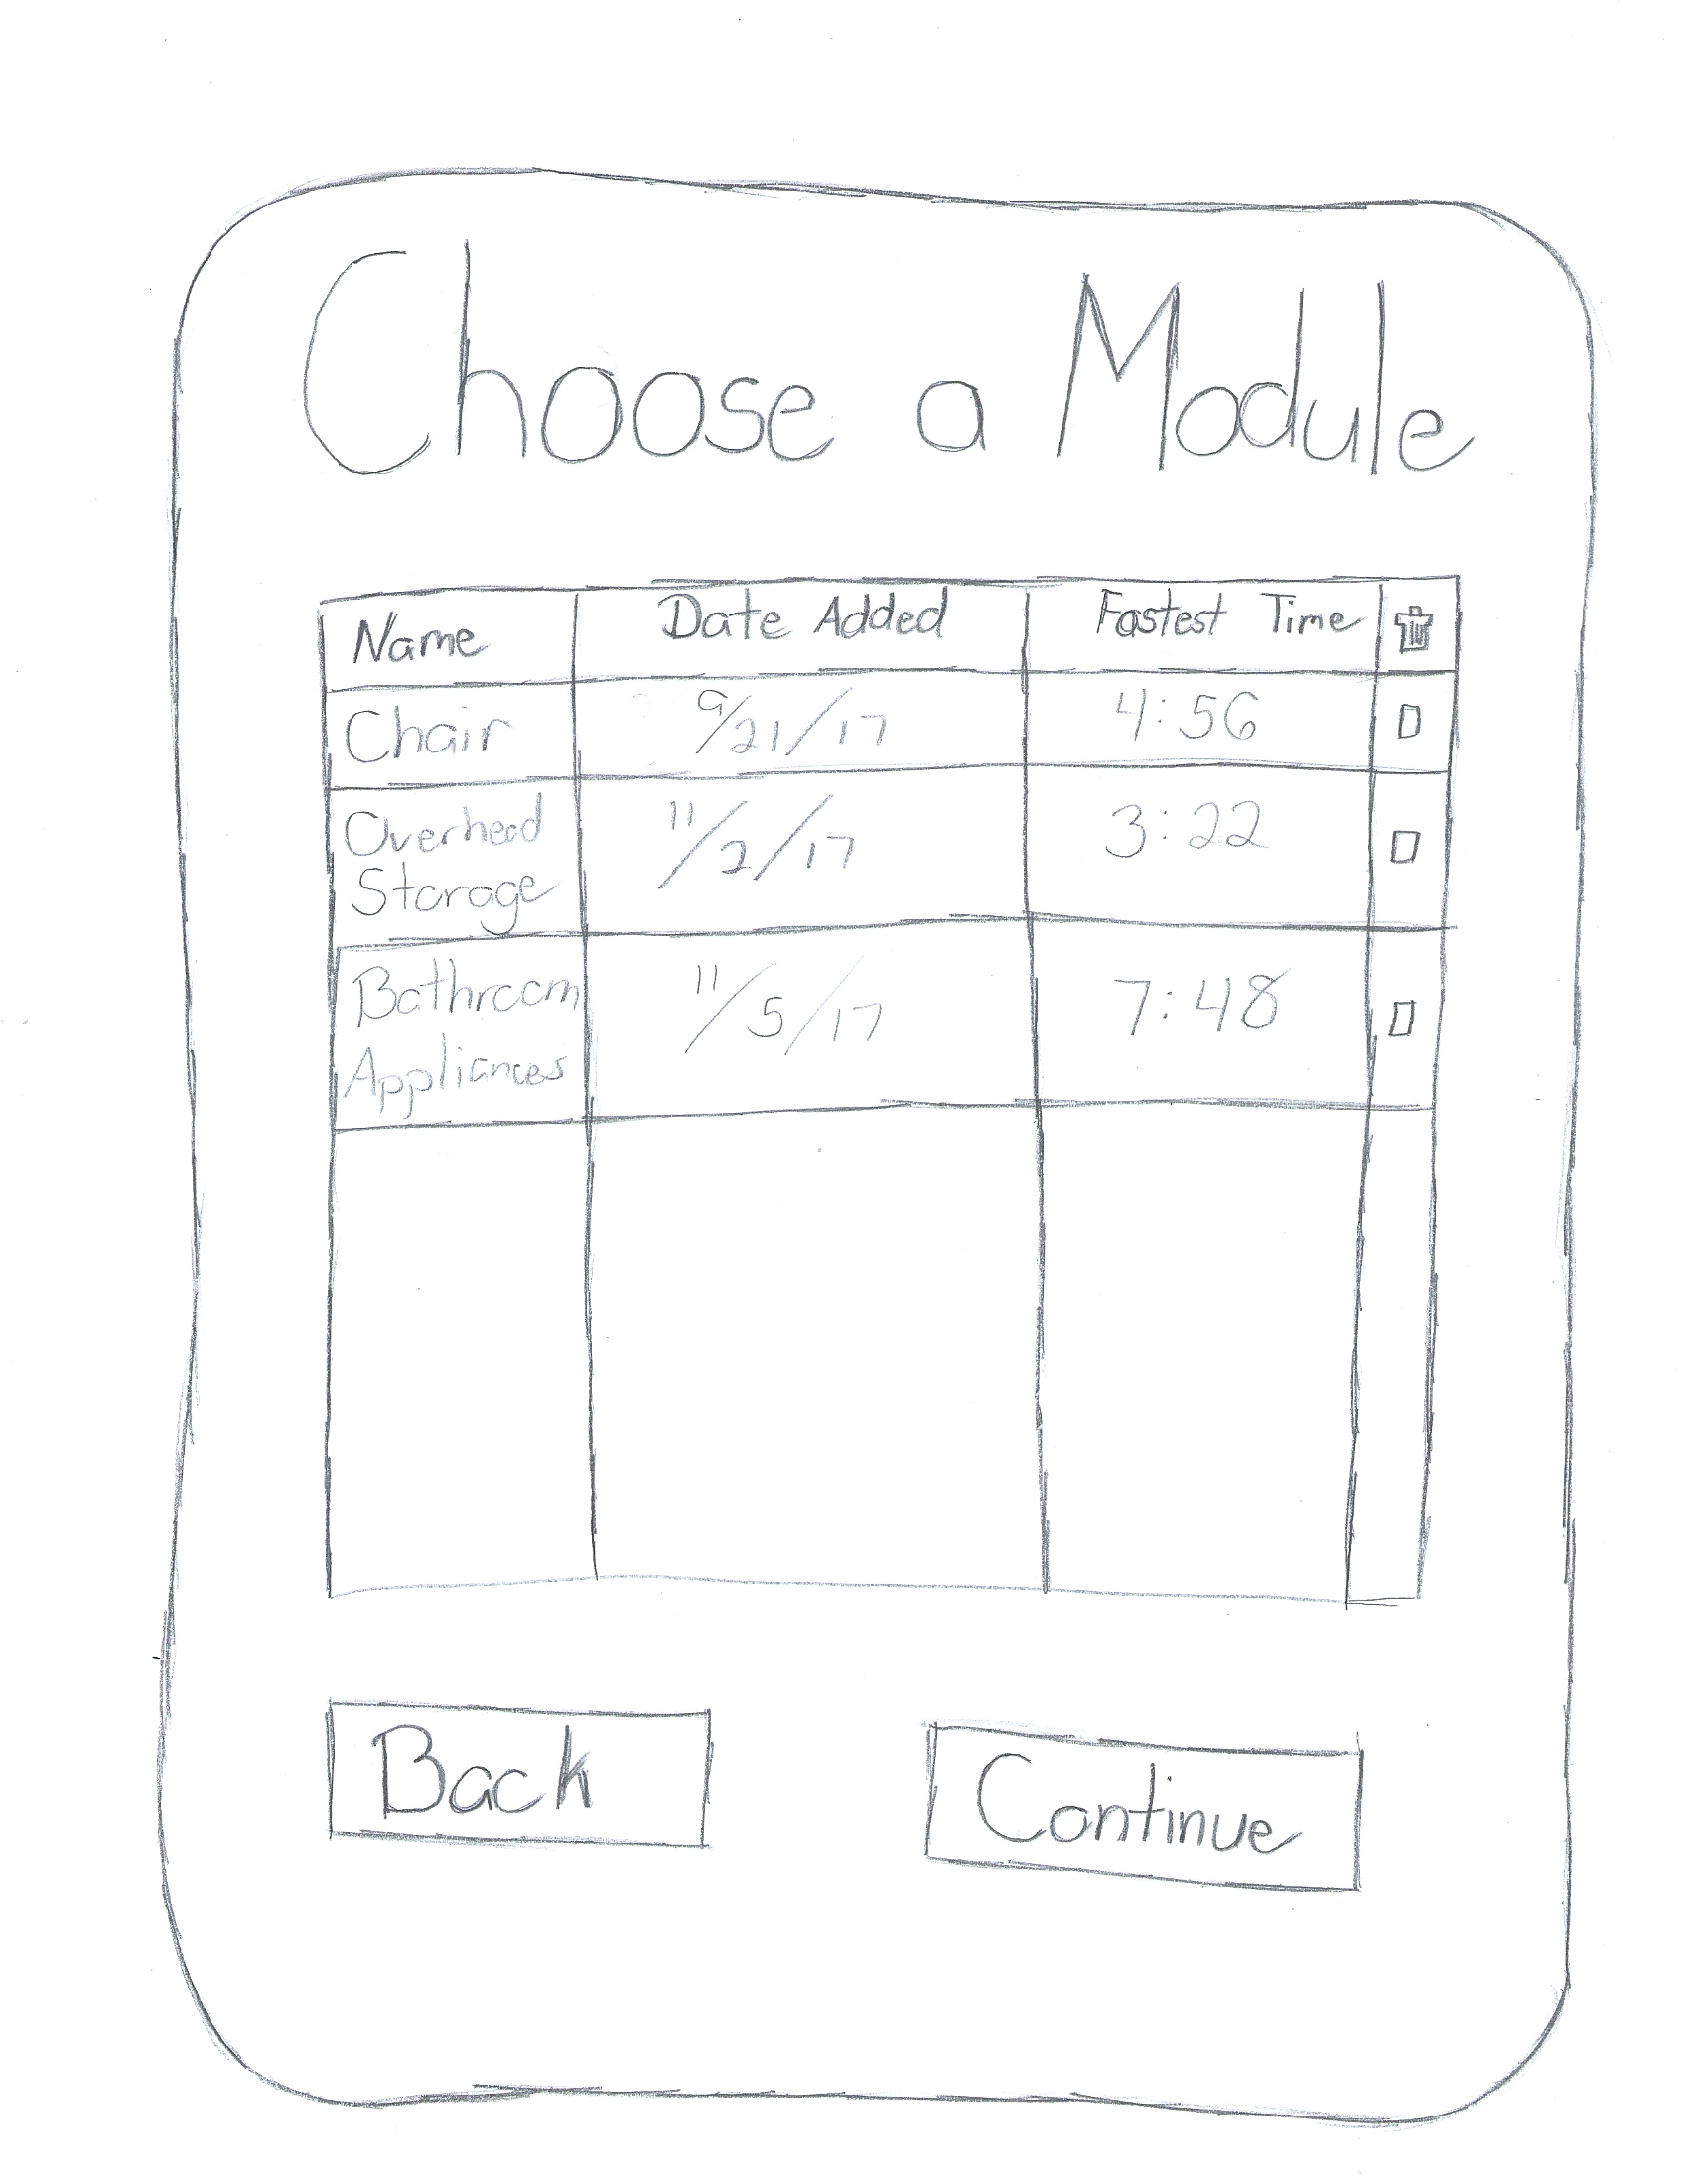 Choose a Module
Name Date Added Fastest Time
Chair 9/21/17 4:56
Overhead 11/2/17 3:22
Storage
Bathroom 11/5/17 7:48
Appliances
Back Continue